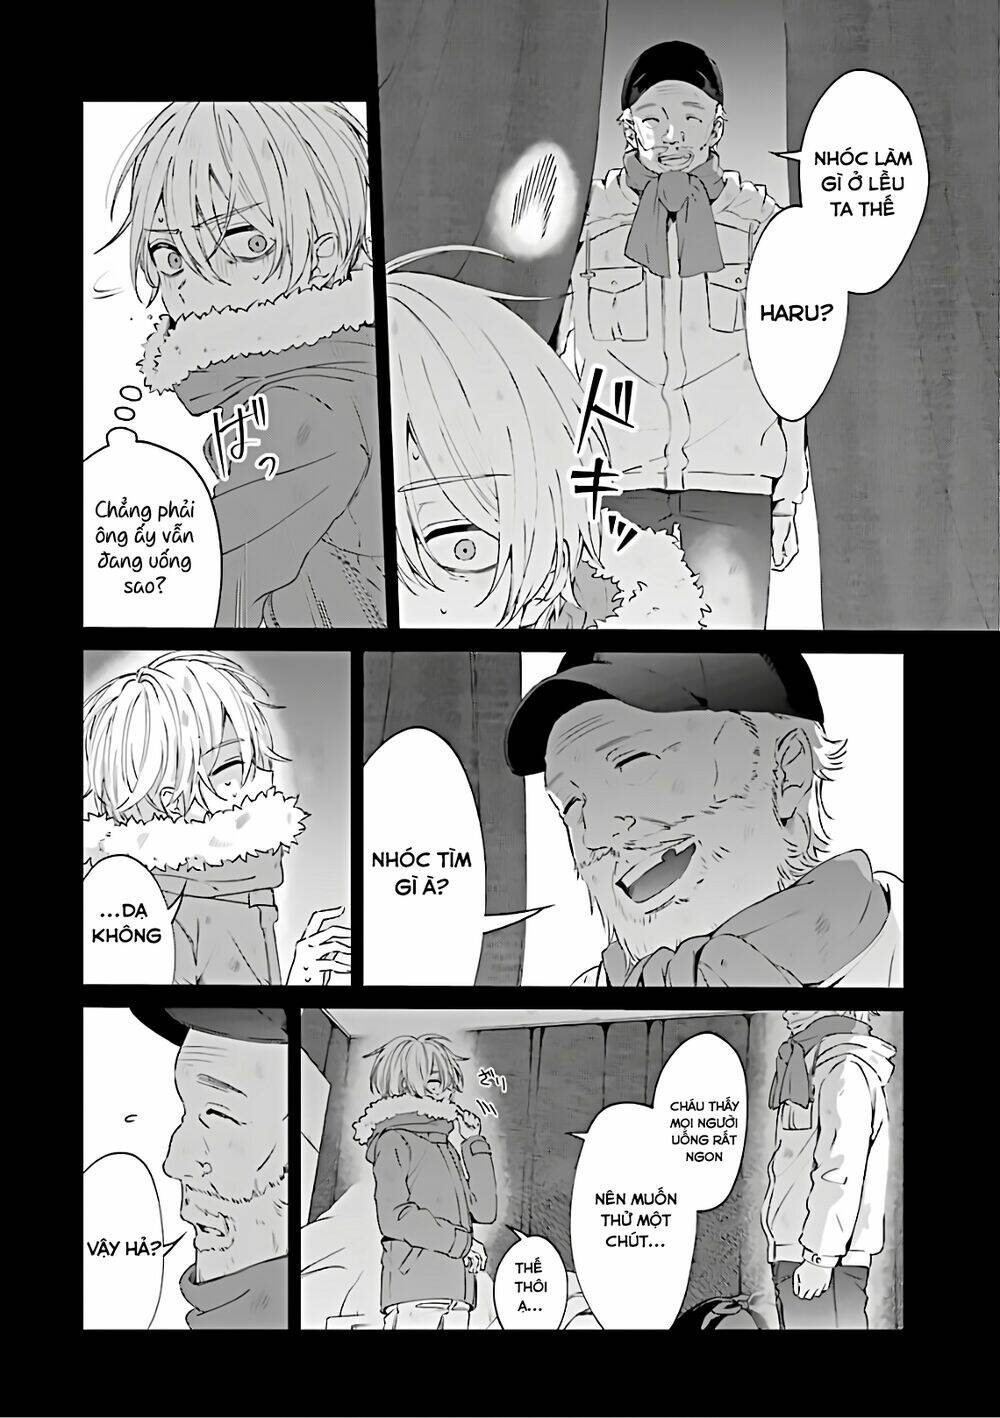 NHÓC LÀM
GÌ Ở LỀU
TA THẾ
HARU?
ドキッ
ばっ
Chẳng phải
ông ấy vẫn
đang uống
sao?
NHÓC TÌM
GÌ À?
...DẠ
KHÔNG
CHÁU THẤY
MỌI NGƯỜI
UỐNG RẤT
NGON
NÊN MUỐN
THỬ MỘT
CHÚT...
THẾ
THÔI
Ạ...
VẬY HẢ?